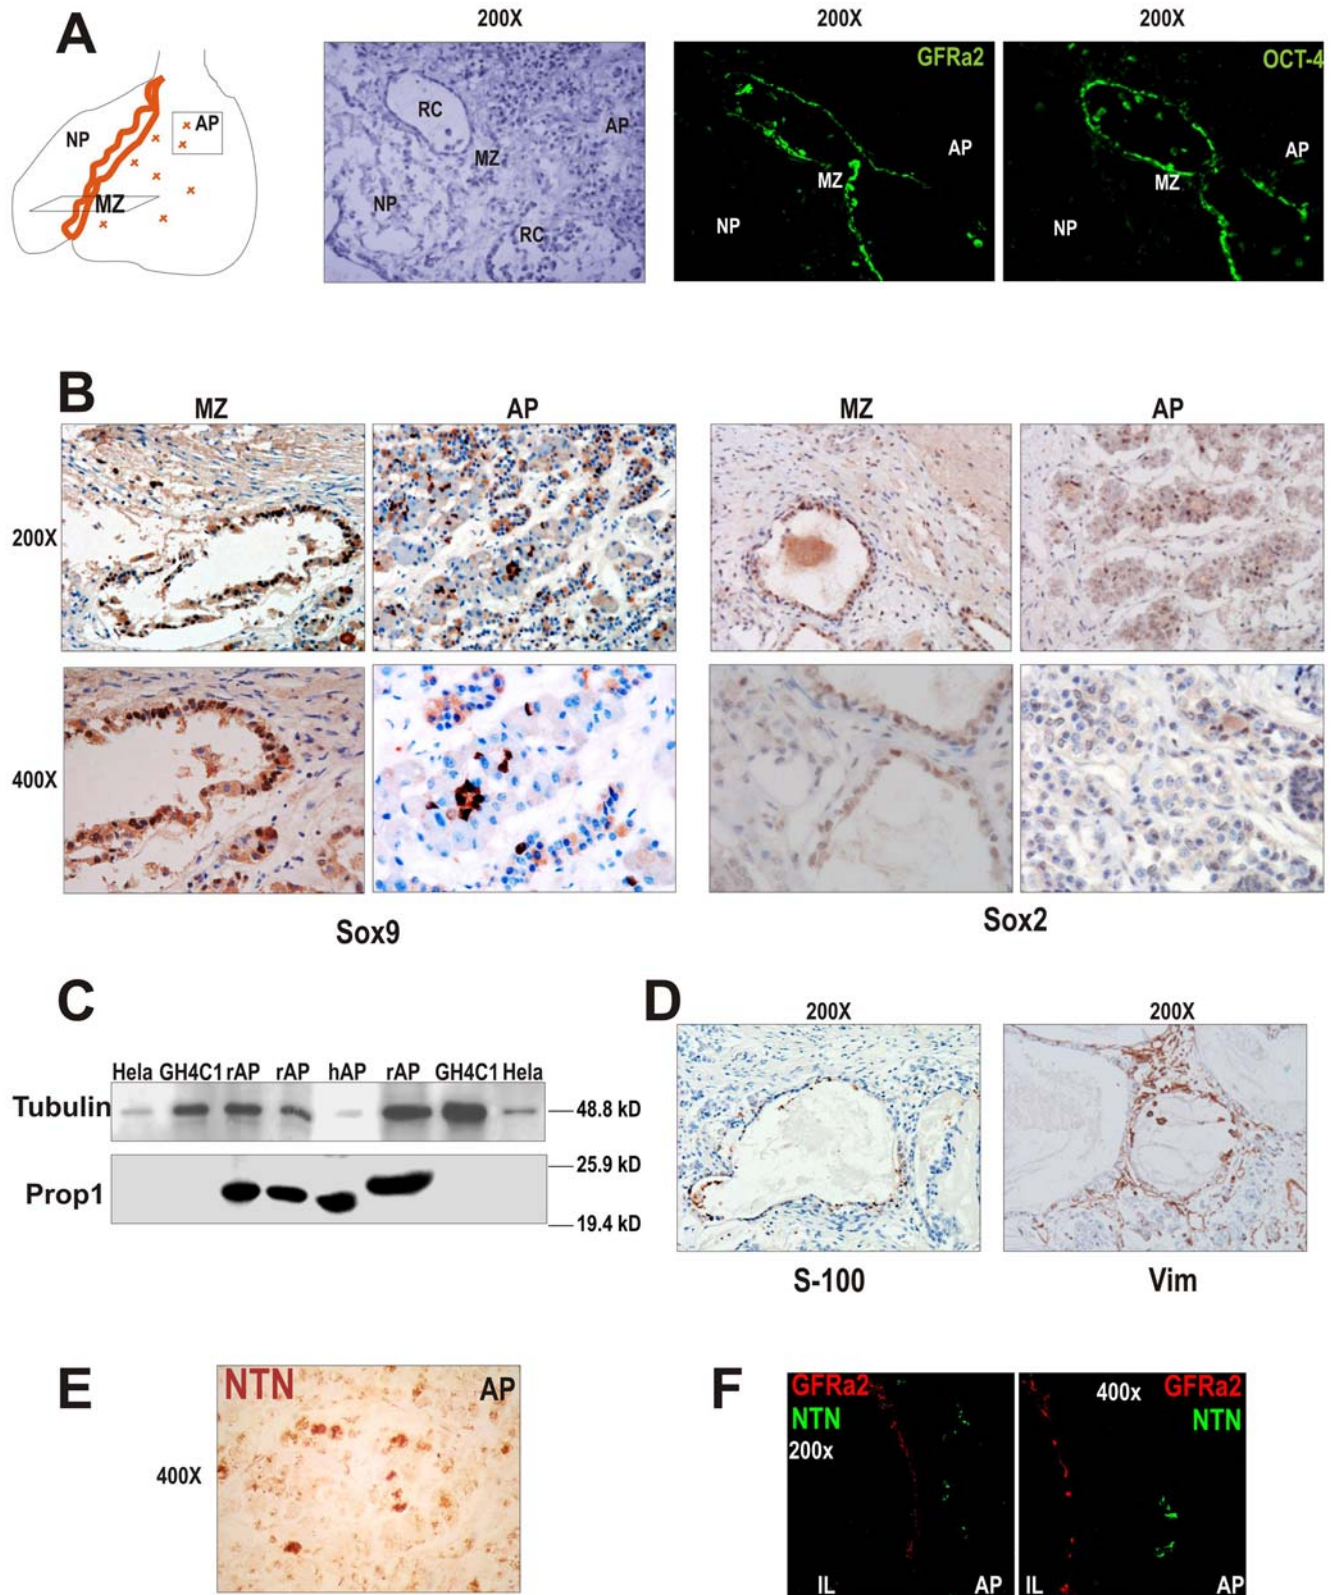 A
200X
200X
200X
NP
AP
MZ
RC
AP
MZ
NP
RC
GFRa2
AP
MZ
NP
OCT-4
AP
MZ
NP
B
MZ
AP
MZ
AP
200X
400X
Sox9
Sox2
C
Hela GH4C1 rAP rAP hAP rAP GH4C1 Hela
Tubulin
48.8 kD
25.9 kD
Prop1
19.4 kD
D
200X
200X
S-100
Vim
E
NTN
AP
400X
F
GFRa2
NTN
200x
IL
AP
400x
GFRa2
NTN
IL
AP